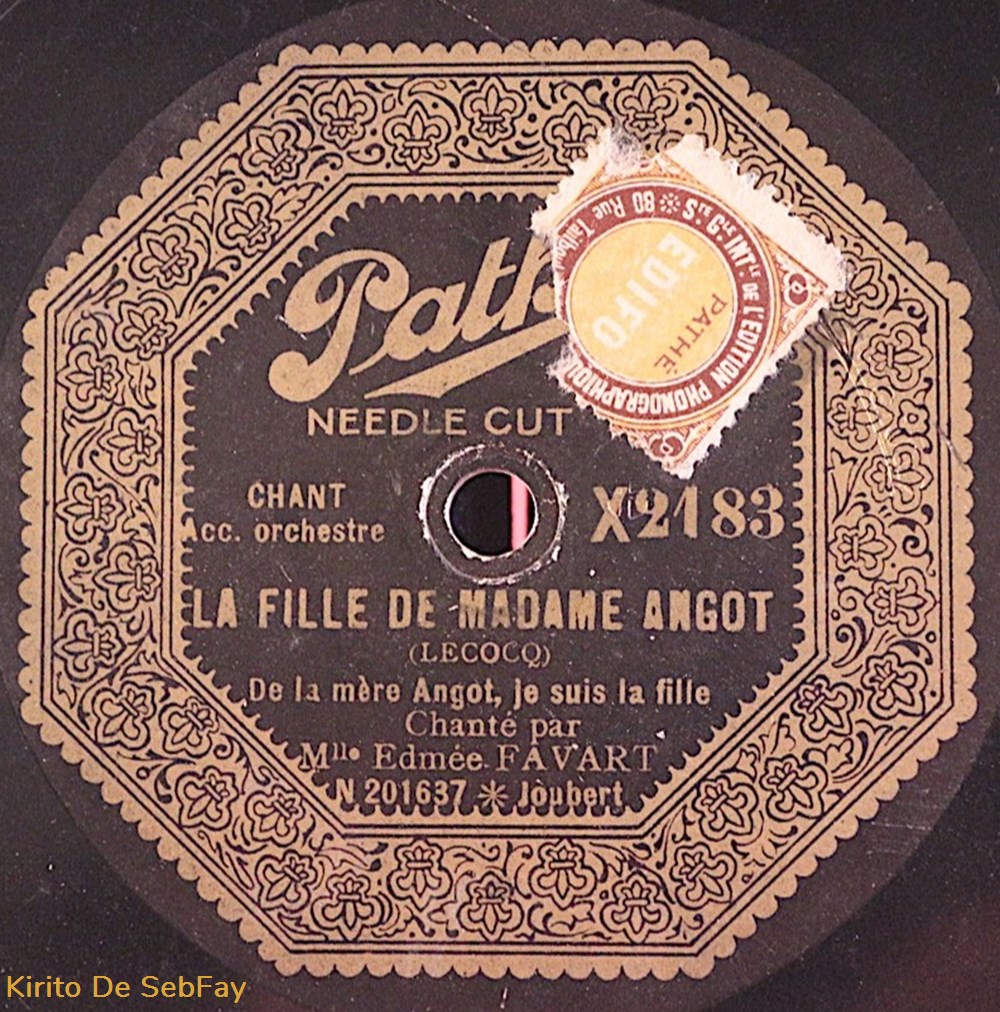 Pathé
NEEDLE CUT
CHANT
Acc. orchestre
X2183
LA FILLE DE MADAME ANGOT
(LECOCQ)
De la mère Angot, je suis la fille
Chanté par
Mlle Edmée FAVART
N 201637 * Joubert
80 Rue
DE L'EDITION PHONOGRAPHIQUE
EDIFO
PATHÉ
Kirito De SebFay